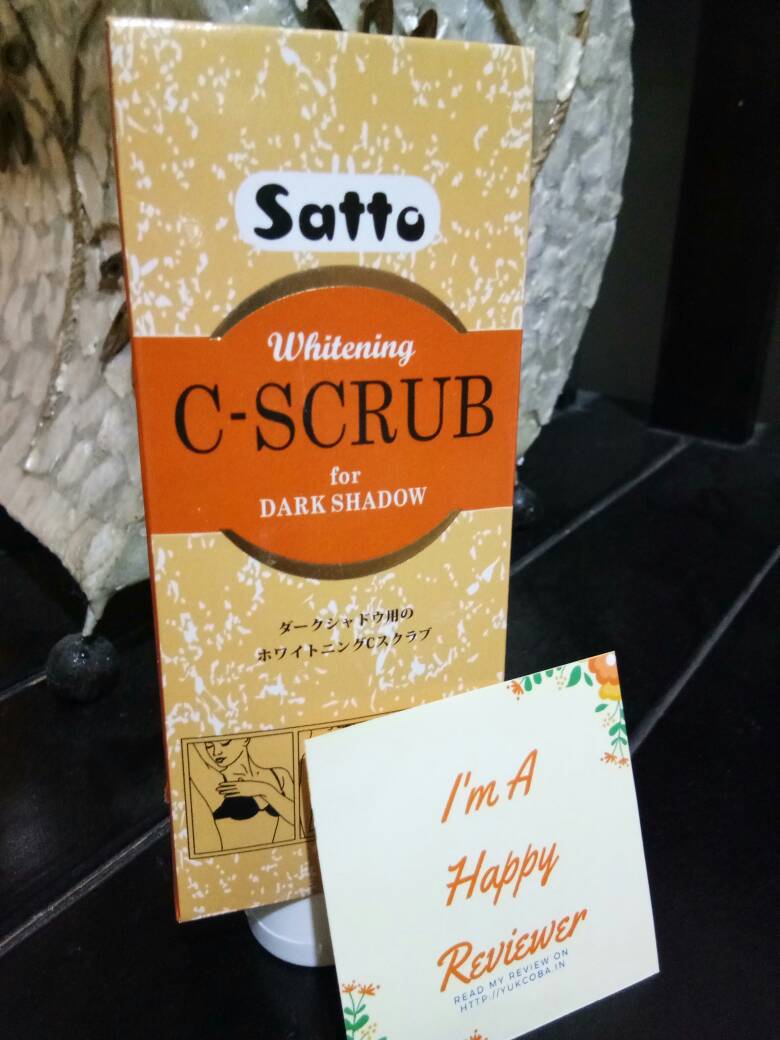 Satto
Whitening
C-SCRUB
for
DARK SHADOW
ダークシャドウ用の
ホワイトニングCスクラブ
I'm A
Happy
Reviewer
READ MY REVIEW ON
HTTP://YUKCOBA.IN